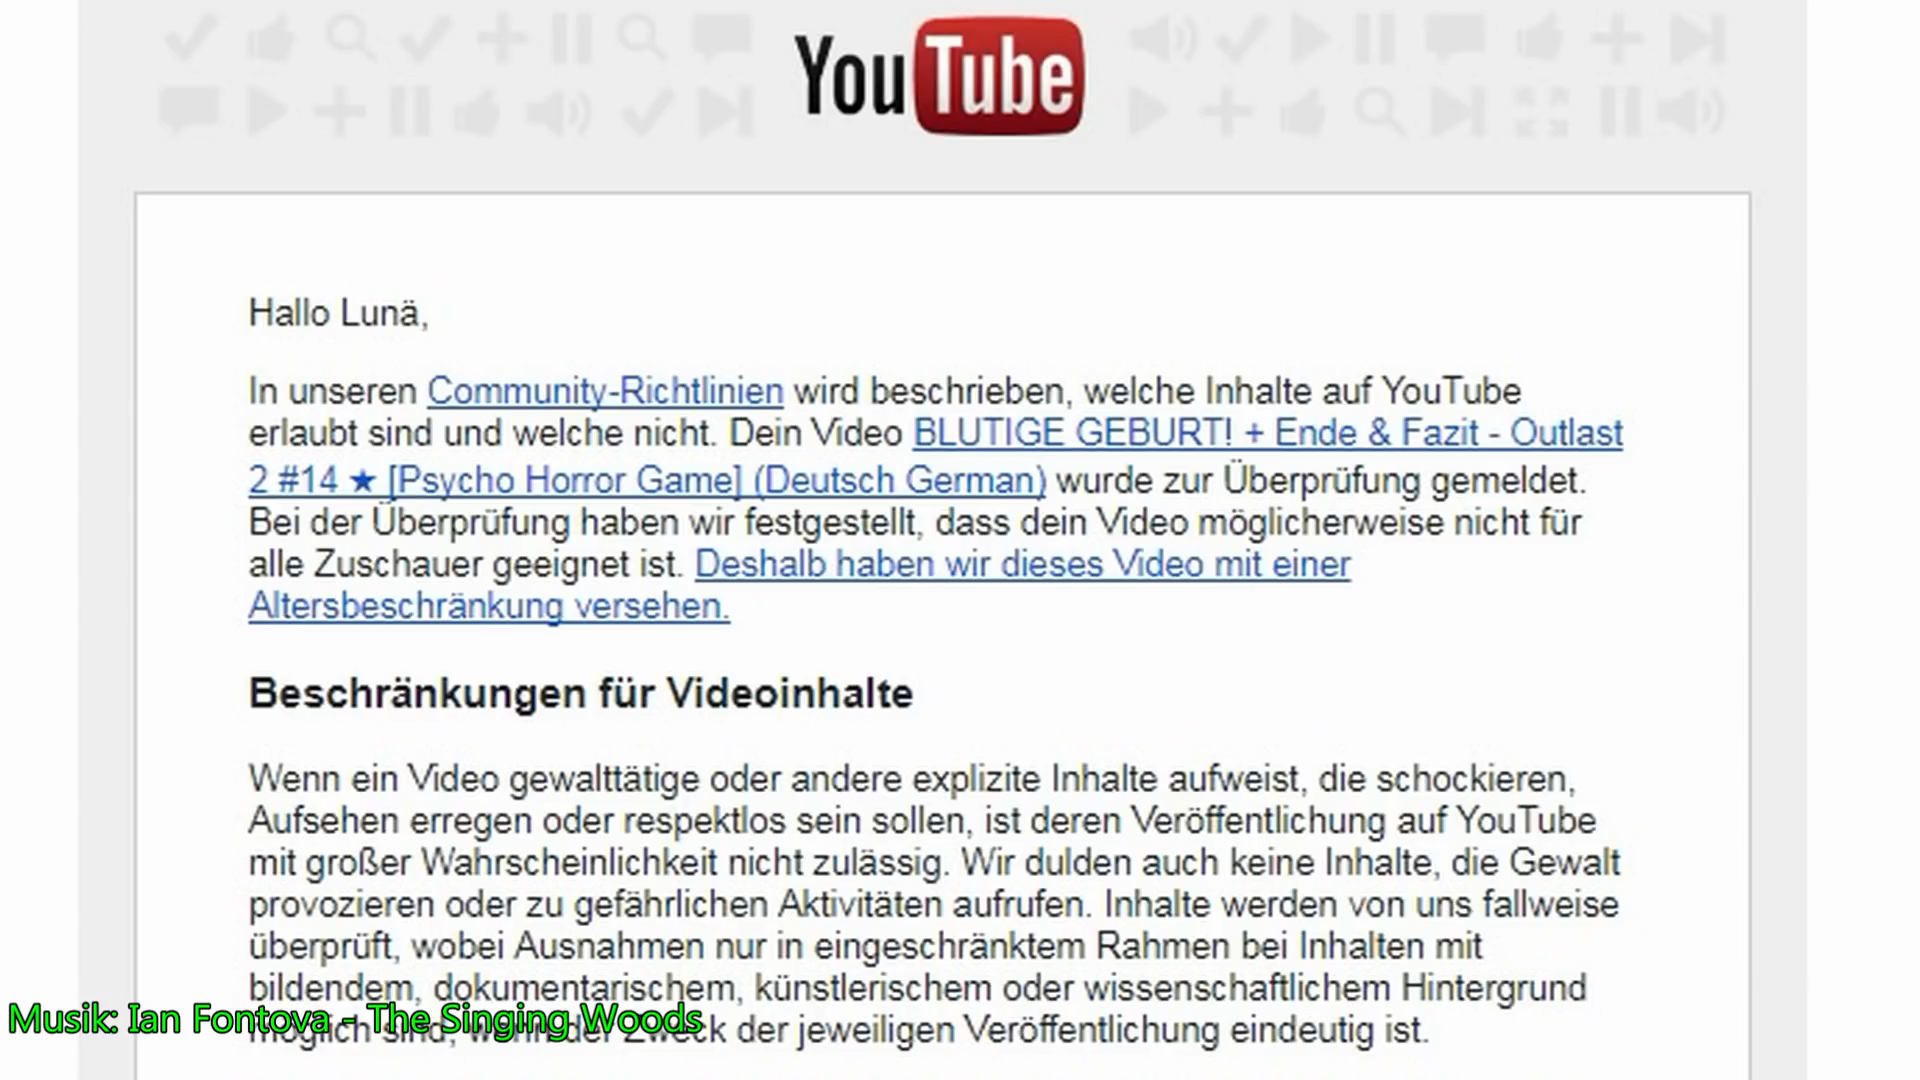 YouTube
Hallo Lunä,
In unseren Community-Richtlinien wird beschrieben, welche Inhalte auf YouTube
erlaubt sind und welche nicht. Dein Video BLUTIGE GEBURT! + Ende & Fazit - Outlast
2 #14 ★ [Psycho Horror Game] (Deutsch German) wurde zur Überprüfung gemeldet.
Bei der Überprüfung haben wir festgestellt, dass dein Video möglicherweise nicht für
alle Zuschauer geeignet ist. Deshalb haben wir dieses Video mit einer
Altersbeschränkung versehen.
Beschränkungen für Videoinhalte
Wenn ein Video gewalttätige oder andere explizite Inhalte aufweist, die schockieren,
Aufsehen erregen oder respektlos sein sollen, ist deren Veröffentlichung auf YouTube
mit großer Wahrscheinlichkeit nicht zulässig. Wir dulden auch keine Inhalte, die Gewalt
provozieren oder zu gefährlichen Aktivitäten aufrufen. Inhalte werden von uns fallweise
überprüft, wobei Ausnahmen nur in eingeschränktem Rahmen bei Inhalten mit
bildendem, dokumentarischem, künstlerischem oder wissenschaftlichem Hintergrund
möglich sind, wenn der Zweck der jeweiligen Veröffentlichung eindeutig ist.
Musik: Ian Fontova - The Singing Woods